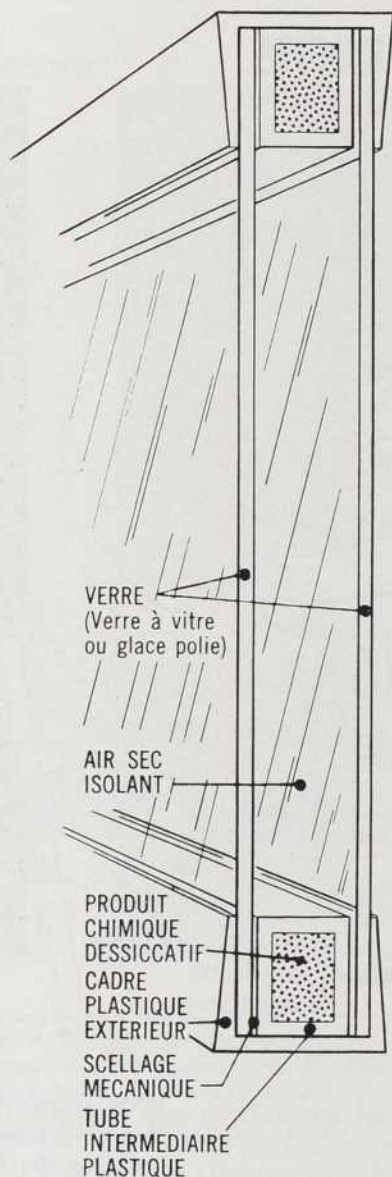 VERRE
(Verre à vitre
ou glace polie)
AIR SEC
ISOLANT
PRODUIT
CHIMIQUE
DESSICCATIF
CADRE
PLASTIQUE
EXTERIEUR
SCELLAGE
MECANIQUE
TUBE
INTERMEDIAIRE
PLASTIQUE